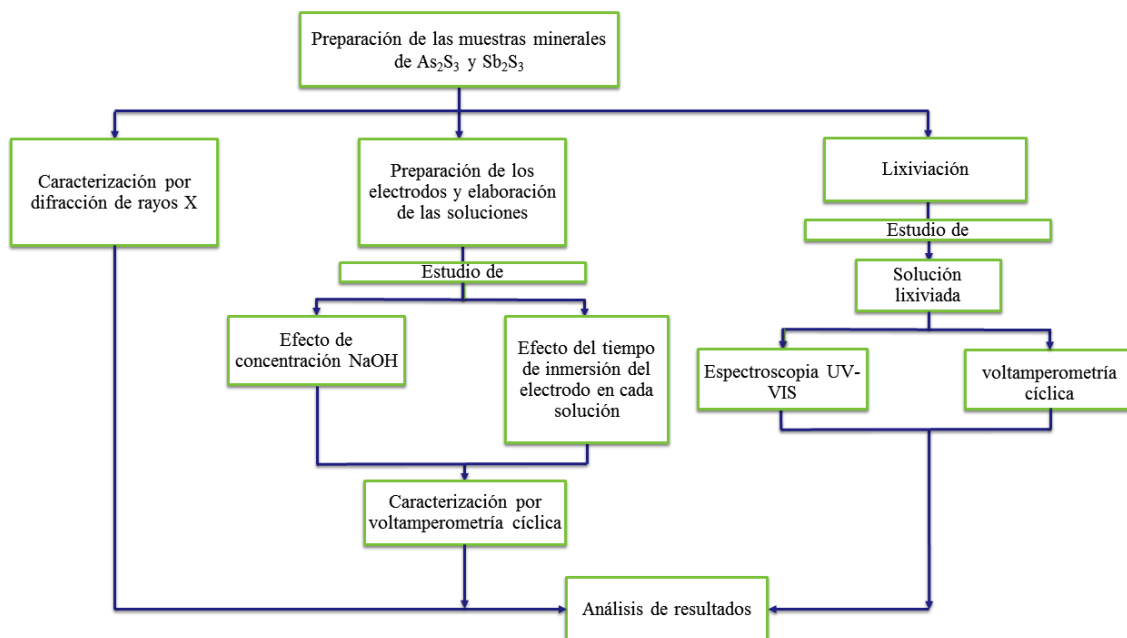 Preparación de las muestras minerales
de As₂S₃ y Sb₂S₃
Caracterización por
difracción de rayos X
Preparación de los
electrodos y elaboración
de las soluciones
Lixiviación
Estudio de
Estudio de
Solución
lixiviada
Efecto de
concentración NaOH
Efecto del tiempo
de inmersión del
electrodo en cada
solución
Espectroscopia UV-
VIS
voltamperometría
cíclica
Caracterización por
voltamperometría cíclica
Análisis de resultados